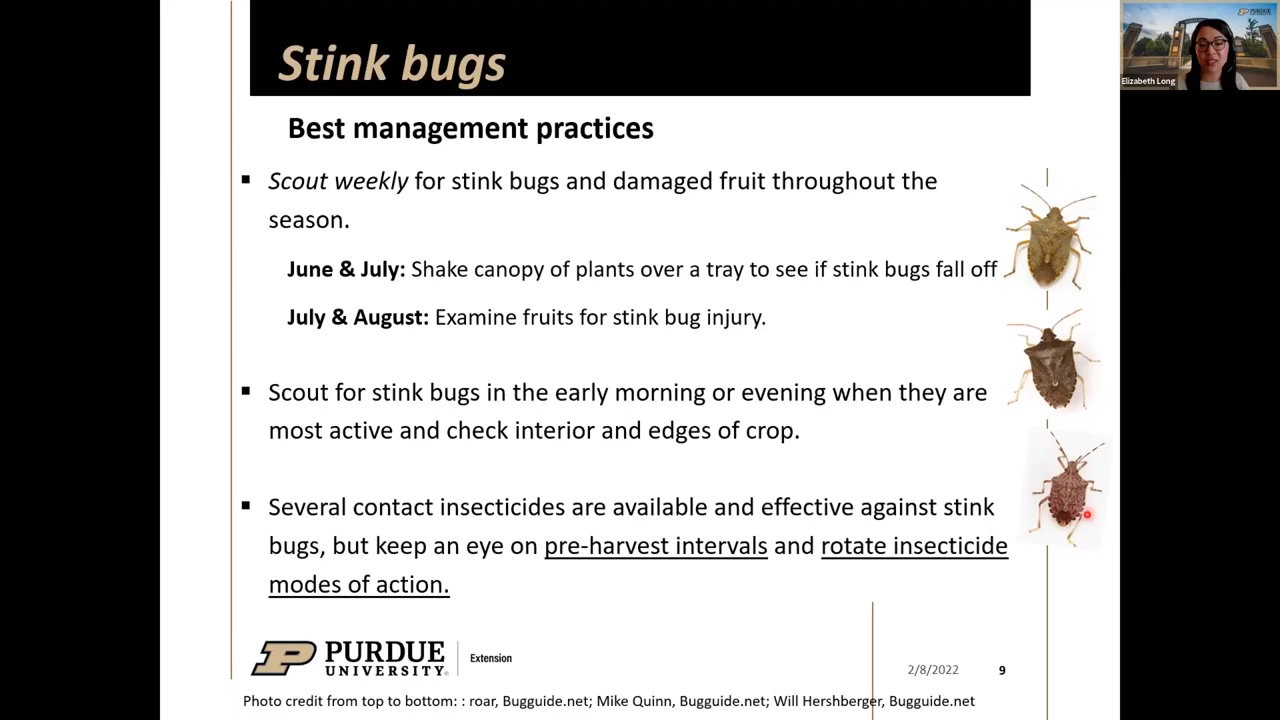 Stink bugs
Best management practices
▪ Scout weekly for stink bugs and damaged fruit throughout the
season.
June & July: Shake canopy of plants over a tray to see if stink bugs fall off
July & August: Examine fruits for stink bug injury.
▪ Scout for stink bugs in the early morning or evening when they are
most active and check interior and edges of crop.
▪ Several contact insecticides are available and effective against stink
bugs, but keep an eye on pre-harvest intervals and rotate insecticide
modes of action.
PURDUE
UNIVERSITY®
Extension
2/8/2022
9
Photo credit from top to bottom: : roar, Bugguide.net; Mike Quinn, Bugguide.net; Will Hershberger, Bugguide.net
PURDUE
UNIVERSITY
Elizabeth Long